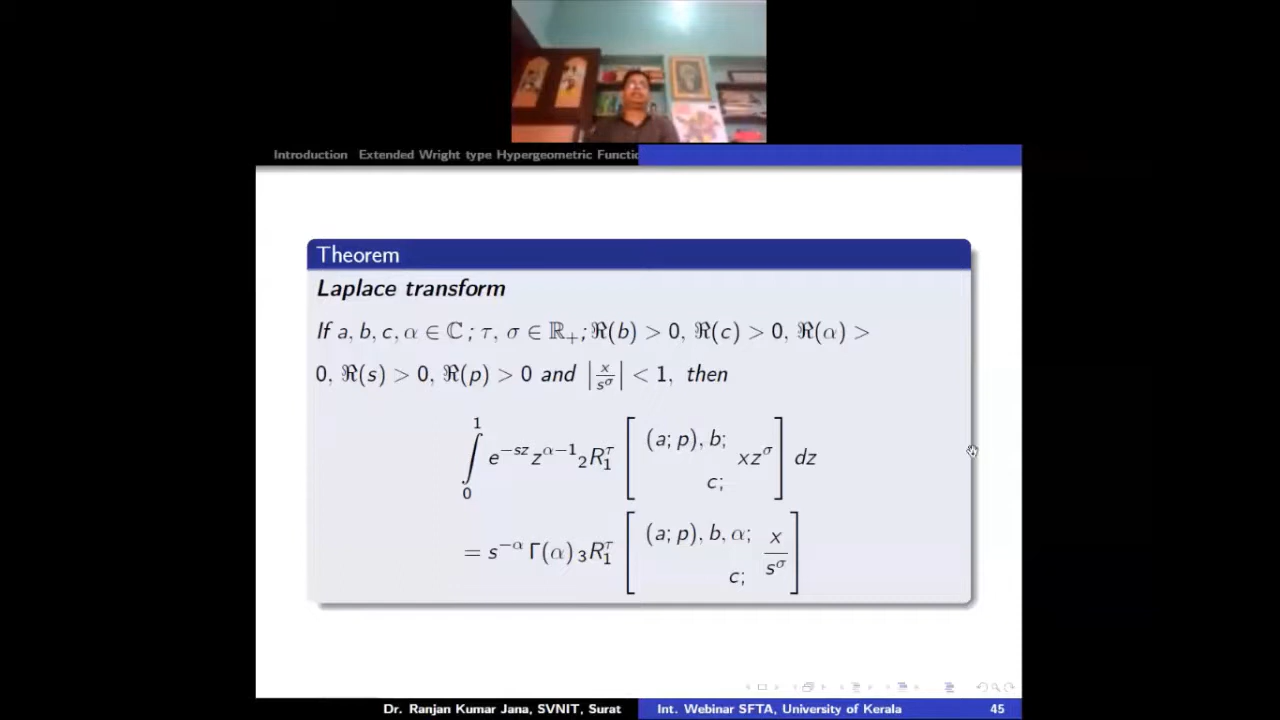 Introduction Extended Wright type Hypergeometric Functio
Theorem
Laplace transform
If a, b, c, α ∈ ℂ ; τ, σ ∈ ℝ₊; ℜ(b) > 0, ℜ(c) > 0, ℜ(α) >
0, ℜ(s) > 0, ℜ(p) > 0 and |x/s^σ| < 1, then
∫₀¹ e^{−sz} z^{α−1} ₂R₁^τ [ (a; p), b; c; xz^σ ] dz
= s^{−α} Γ(α) ₃R₁^τ [ (a; p), b, α; c; x/s^σ ]
Dr. Ranjan Kumar Jana, SVNIT, Surat Int. Webinar SFTA, University of Kerala 45